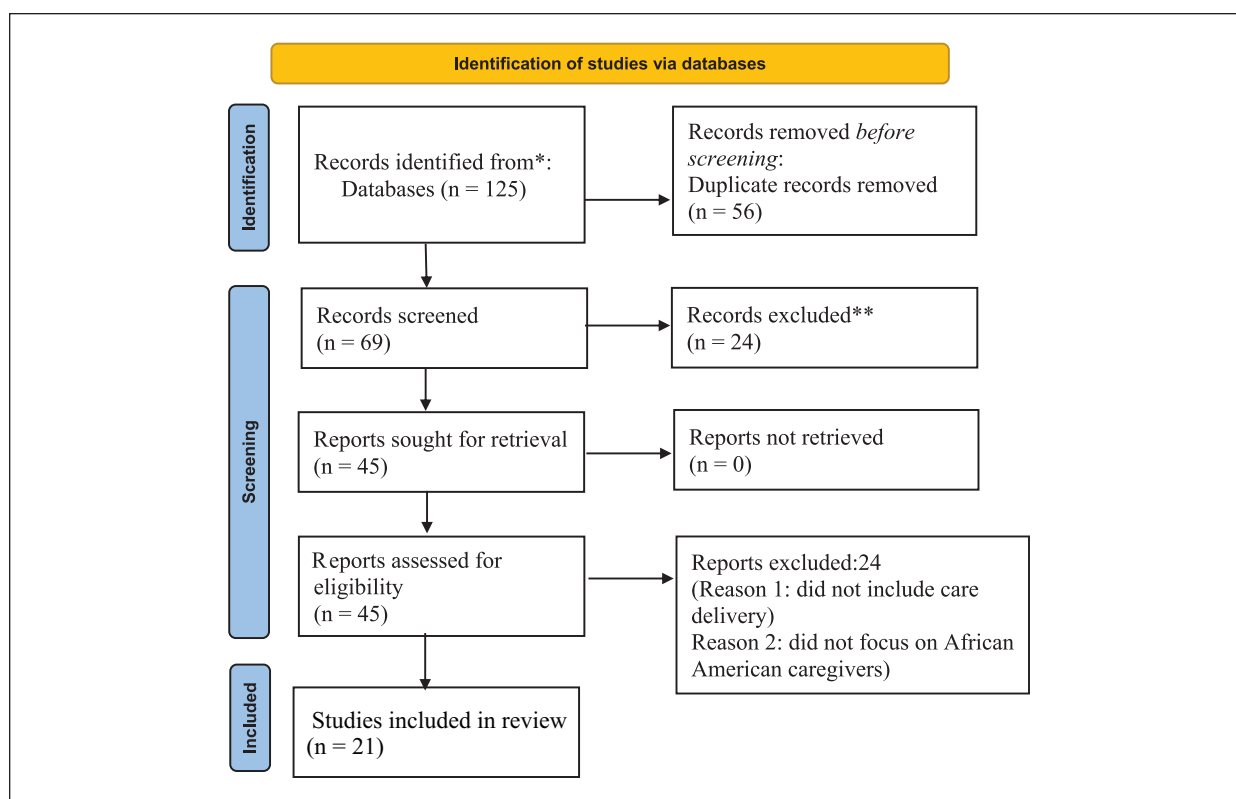 Identification of studies via databases
Identification
Records identified from*:
Databases (n = 125)
Records removed before
screening:
Duplicate records removed
(n = 56)
Screening
Records screened
(n = 69)
Records excluded**
(n = 24)
Reports sought for retrieval
(n = 45)
Reports not retrieved
(n = 0)
Reports assessed for
eligibility
(n = 45)
Reports excluded:24
(Reason 1: did not include care
delivery)
Reason 2: did not focus on African
American caregivers)
Included
Studies included in review
(n = 21)